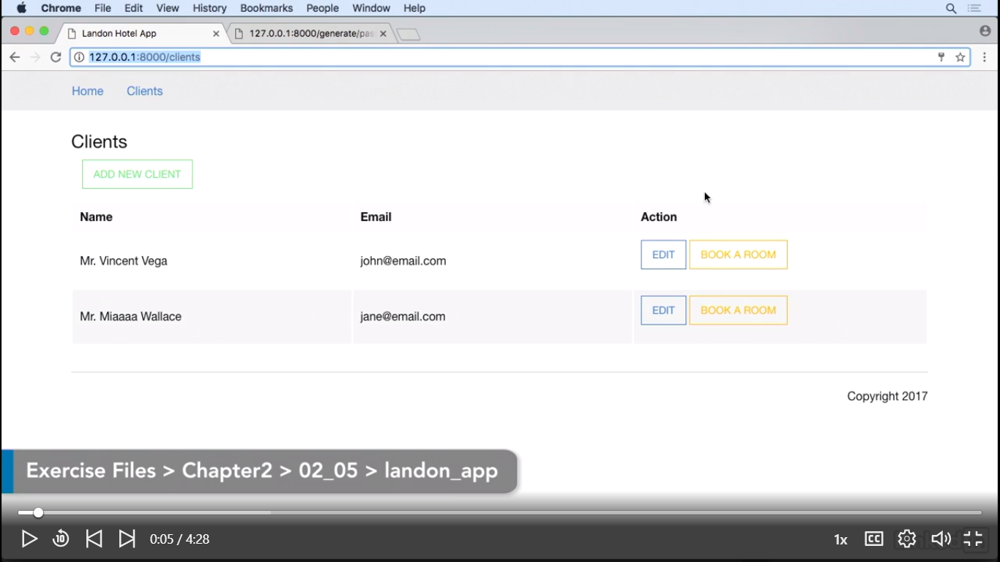 Chrome File Edit View History Bookmarks People Window Help
Landon Hotel App 127.0.0.1:8000/generate/pas
127.0.0.1:8000/clients
Home Clients
Clients
ADD NEW CLIENT
Name Email Action
Mr. Vincent Vega john@email.com EDIT BOOK A ROOM
Mr. Miaaaa Wallace jane@email.com EDIT BOOK A ROOM
Copyright 2017
Exercise Files > Chapter2 > 02_05 > landon_app
10 0:05 / 4:28 1x CC